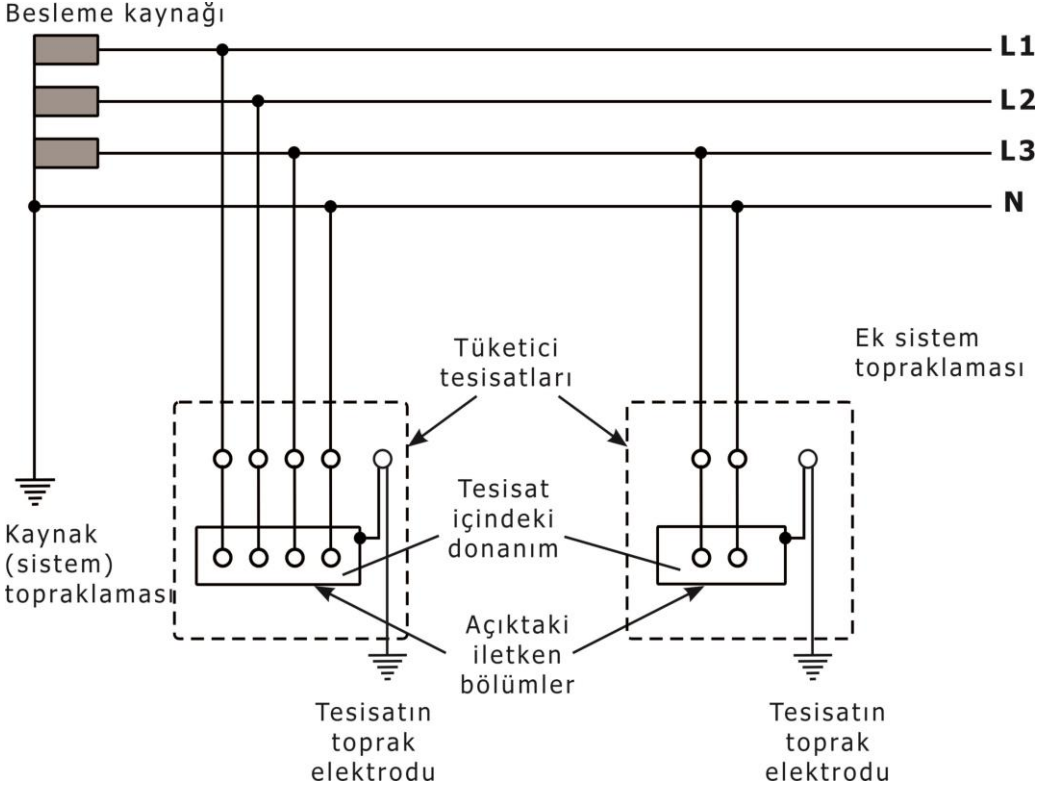 Besleme kaynağı
L1
L2
L3
N
Tüketici
tesisatları
Ek sistem
topraklaması
Tesisat
içindeki
donanım
Kaynak
(sistem)
topraklaması
Açıktaki
iletken
bölümler
Tesisatın
toprak
elektrodu
Tesisatın
toprak
elektrodu